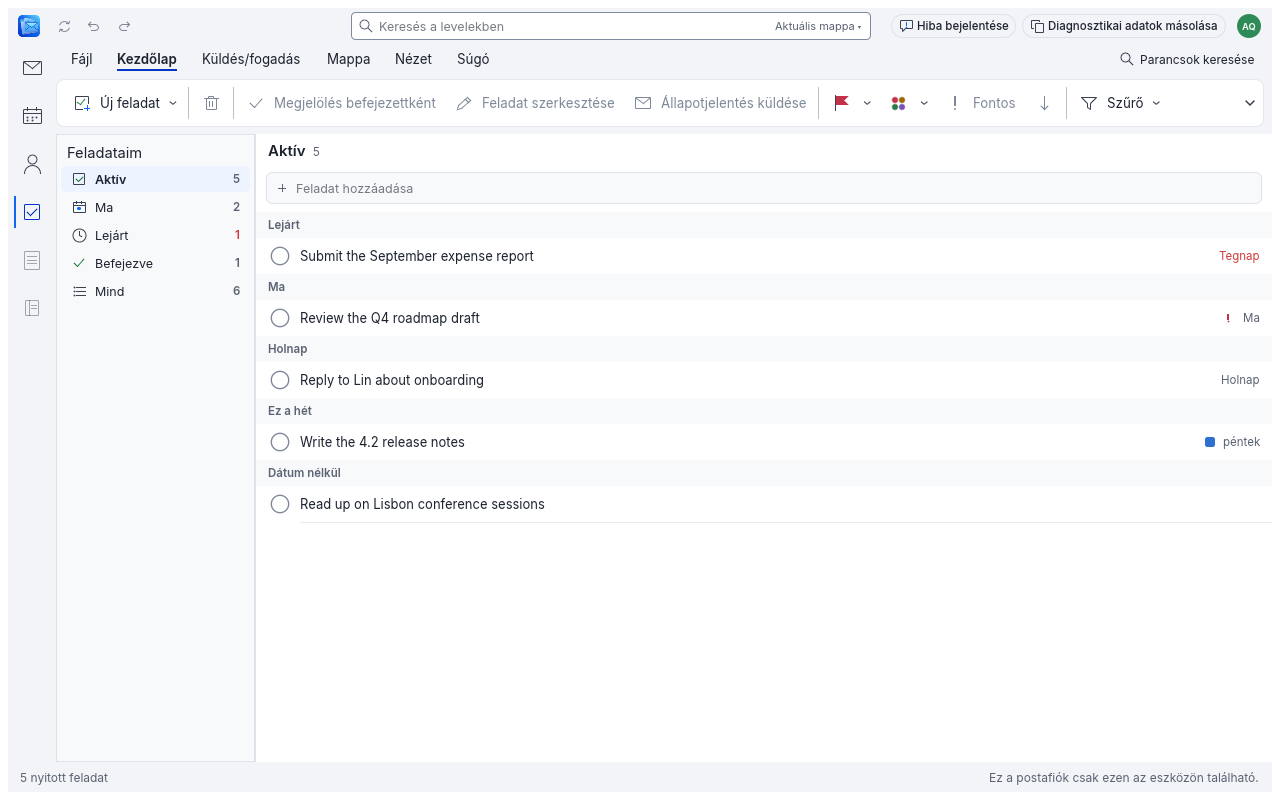 Keresés a levelekben
Aktuális mappa
Hiba bejelentése
Diagnosztikai adatok másolása
AQ
Fájl
Kezdőlap
Küldés/fogadás
Mappa
Nézet
Súgó
Parancsok keresése
Új feladat
Megjelölés befejezettként
Feladat szerkesztése
Állapotjelentés küldése
Fontos
Szűrő
Feladataim
Aktív 5
Ma 2
Lejárt 1
Befejezve 1
Mind 6
Aktív 5
Feladat hozzáadása
Lejárt
Submit the September expense report Tegnap
Ma
Review the Q4 roadmap draft ! Ma
Holnap
Reply to Lin about onboarding Holnap
Ez a hét
Write the 4.2 release notes péntek
Dátum nélkül
Read up on Lisbon conference sessions
5 nyitott feladat
Ez a postafiók csak ezen az eszközön található.